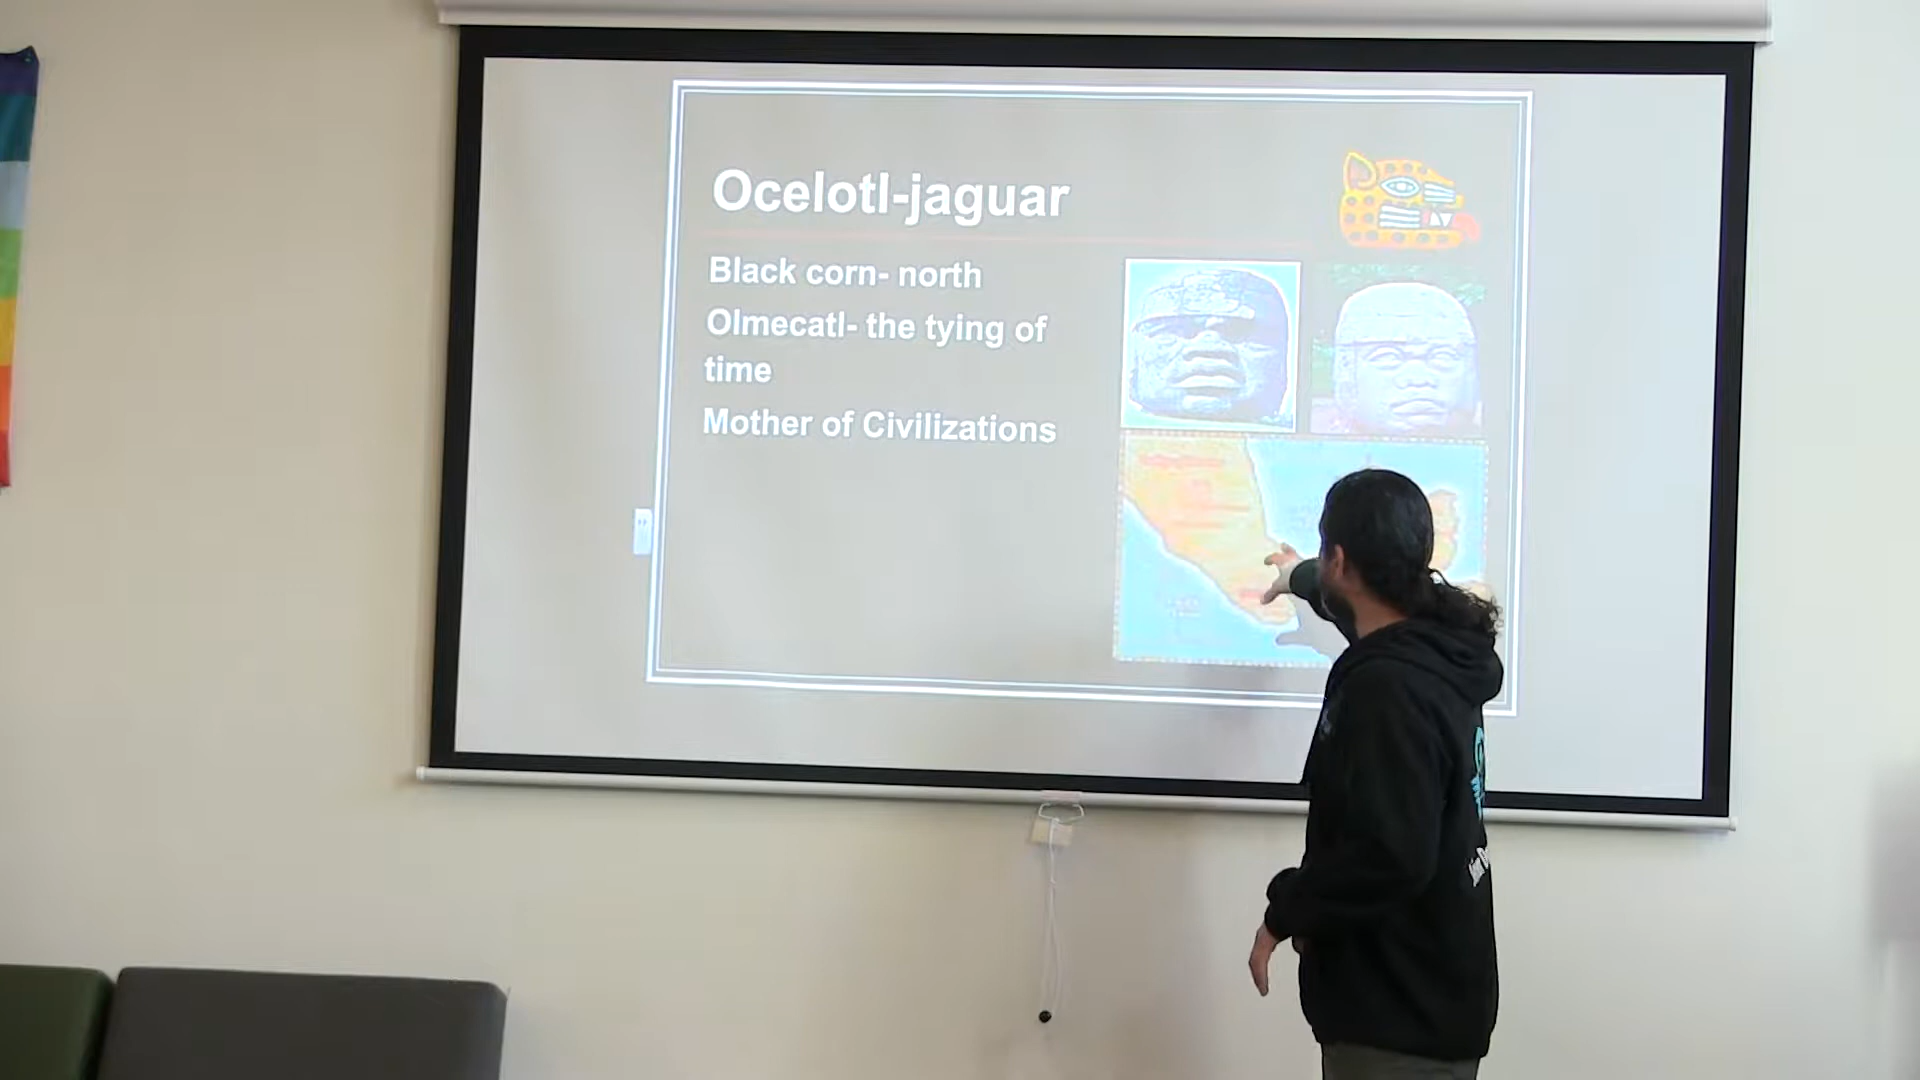 Ocelotl-jaguar
Black corn- north
Olmecatl- the tying of
time
Mother of Civilizations